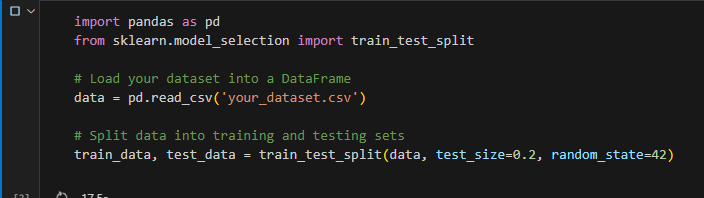 import pandas as pd
from sklearn.model_selection import train_test_split
# Load your dataset into a DataFrame
data = pd.read_csv('your_dataset.csv')
# Split data into training and testing sets
train_data, test_data = train_test_split(data, test_size=0.2, random_state=42)